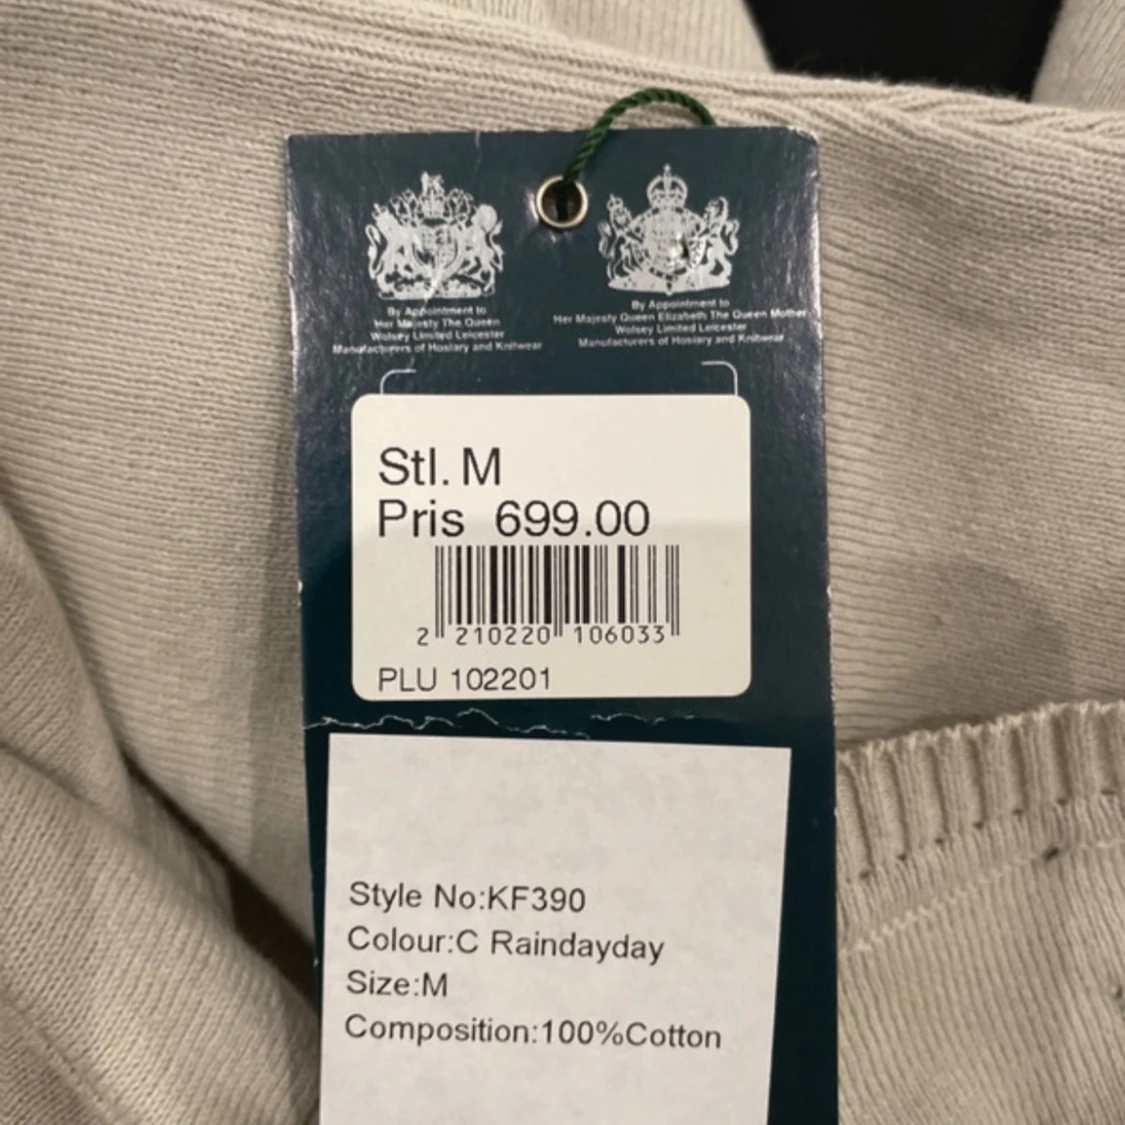 By Appointment to
Her Majesty The Queen
Wolsey Limited Leicester
Manufacturers of Hosiary and Knitwear
By Appointment to
Her Majesty Queen Elizabeth The Queen Mother
Wolsey Limited Leicester
Manufacturers of Hosiary and Knitwear
Stl. M
Pris 699.00
2 210220 106033
PLU 102201
Style No:KF390
Colour:C Raindayday
Size:M
Composition:100%Cotton